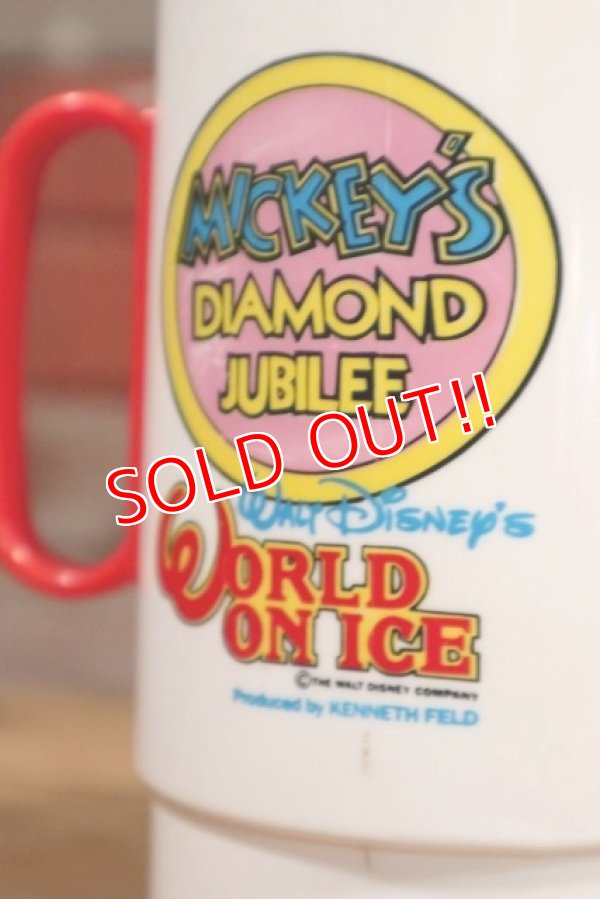 MICKEY'S
DIAMOND
JUBILEE
SOLD OUT!!
WALT DISNEY'S
WORLD
ON ICE
©THE WALT DISNEY COMPANY
Produced by KENNETH FELD